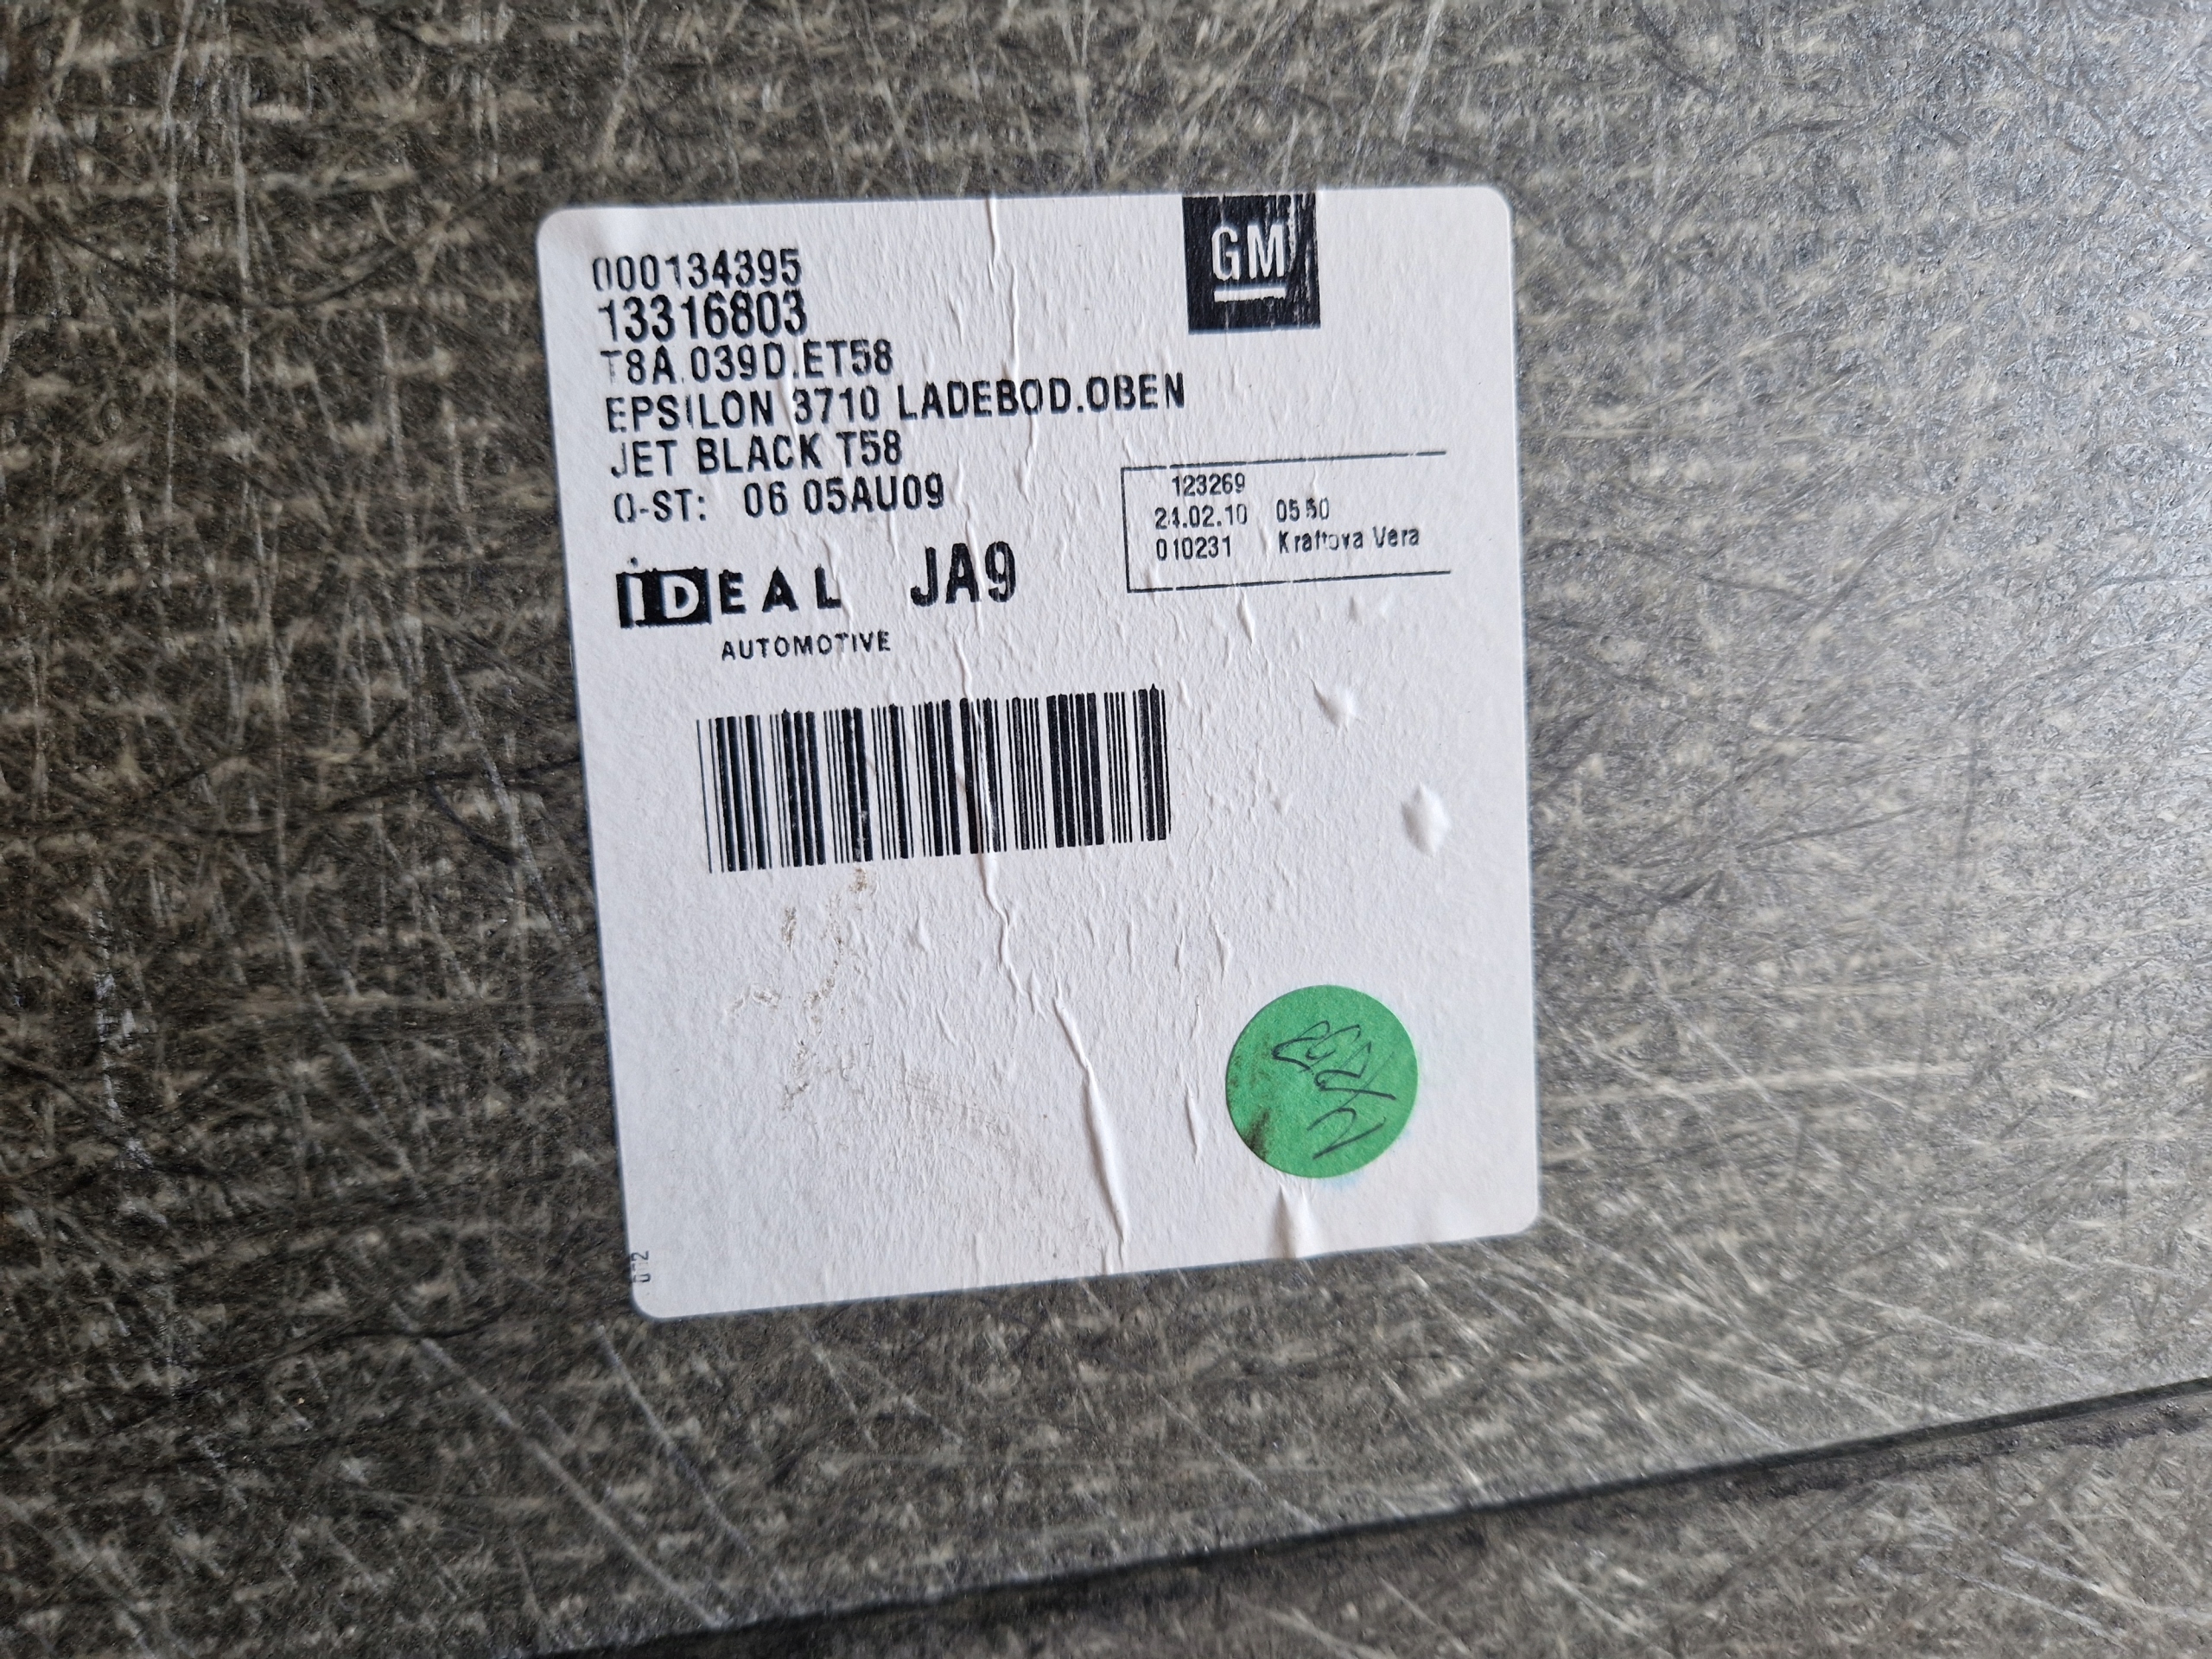 000134395
13316803
T8A.039D.ET58
EPSILON 3710 LADEBOD.OBEN
JET BLACK T58
Q-ST: 06 05AU09
GM
123269
24.02.10 05:50
010231 Kraftova Vera
IDEAL JA9
AUTOMOTIVE